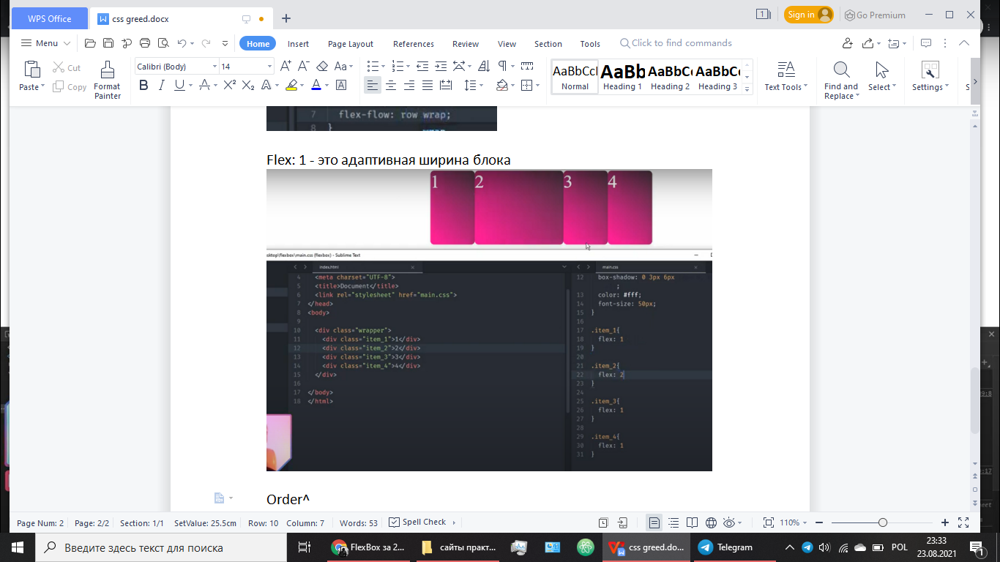 WPS Office
css greed.docx
1
Sign in
Go Premium
Menu
Home
Insert
Page Layout
References
Review
View
Section
Tools
Click to find commands
Paste
Cut
Copy
Format
Painter
Calibri (Body)
14
AaBbCcl
Normal
AaBb
Heading 1
AaBbCc
Heading 2
AaBbCc
Heading 3
Text Tools
Find and
Replace
Select
Settings
7 flex-flow: row wrap;
8 }
Flex: 1 - это адаптивная ширина блока
1 2 3 4
sktop\flexbox\main.css (flexbox) - Sublime Text
index.html
4 <meta charset="UTF-8">
5 <title>Document</title>
6 <link rel="stylesheet" href="main.css">
7 </head>
8 <body>
9
10 <div class="wrapper">
11 <div class="item_1">1</div>
12 <div class="item_2">2</div>
13 <div class="item_3">3</div>
14 <div class="item_4">4</div>
15 </div>
16
17 </body>
18 </html>
main.css
12 box-shadow: 0 3px 6px
;
13 color: #fff;
14 font-size: 50px;
15 }
16
17 .item_1{
18 flex: 1
19 }
20
21 .item_2{
22 flex: 2
23 }
24
25 .item_3{
26 flex: 1
27 }
28
29 .item_4{
30 flex: 1
31 }
Order^
Page Num: 2
Page: 2/2
Section: 1/1
SetValue: 25.5cm
Row: 10
Column: 7
Words: 53
Spell Check
110%
Введите здесь текст для поиска
FlexBox за 2...
сайты практ...
css greed.do...
Telegram
POL
23:33
23.08.2021
1